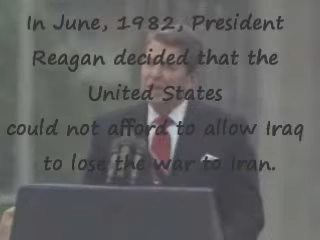 In June, 1982, President
Reagan decided that the
United States
could not afford to allow Iraq
to lose the war to Iran.